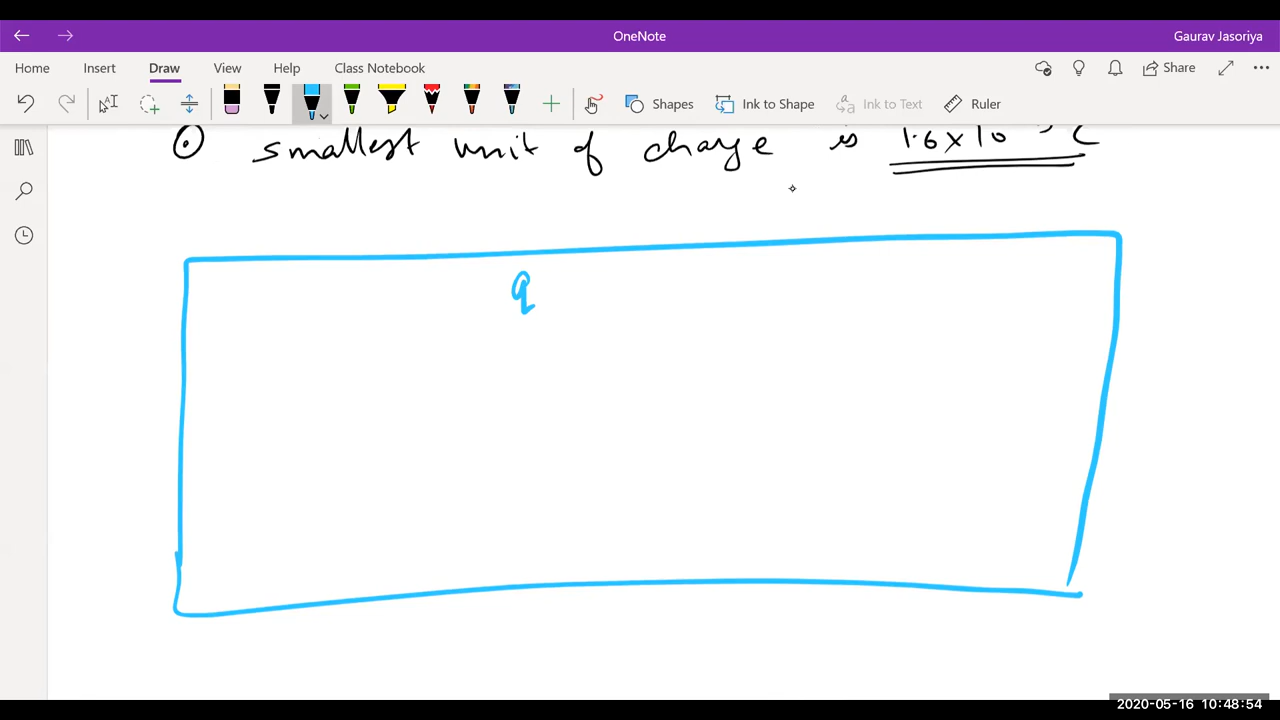 OneNote
Gaurav Jasoriya
Home Insert Draw View Help Class Notebook Share
Shapes Ink to Shape Ink to Text Ruler
smallest unit of charge is 1.6 x 10 C
q
2020-05-16 10:48:54